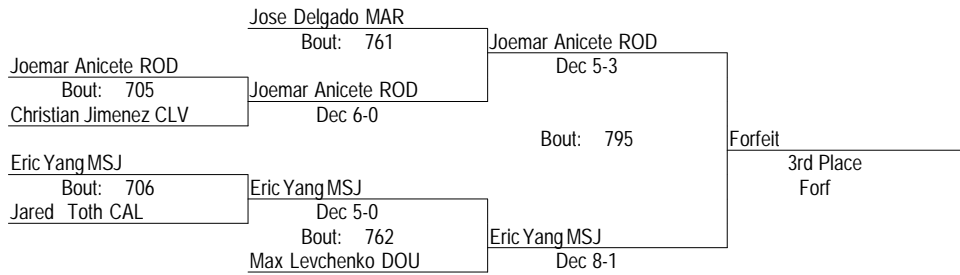 Jose Delgado MAR
Bout: 761
Joemar Anicete ROD
Dec 5-3
Joemar Anicete ROD
Bout: 705
Christian Jimenez CLV
Joemar Anicete ROD
Dec 6-0
Bout: 795
Forfeit
3rd Place
Forf
Eric Yang MSJ
Bout: 706
Jared Toth CAL
Eric Yang MSJ
Dec 5-0
Bout: 762
Max Levchenko DOU
Eric Yang MSJ
Dec 8-1